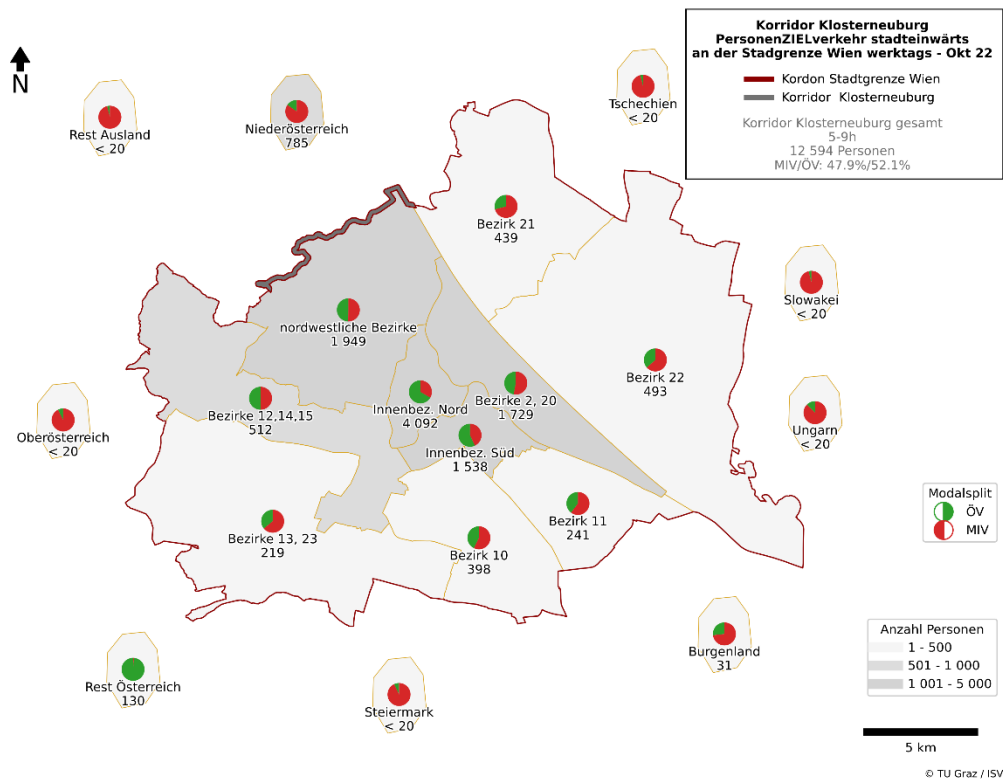 Korridor Klosterneuburg
PersonenZIELverkehr stadteinwärts
an der Stadgrenze Wien werktags - Okt 22
Kordon Stadtgrenze Wien
Korridor Klosterneuburg
Korridor Klosterneuburg gesamt
5-9h
12 594 Personen
MIV/ÖV: 47.9%/52.1%
N
Rest Ausland
< 20
Niederösterreich
785
Tschechien
< 20
Bezirk 21
439
Slowakei
< 20
nordwestliche Bezirke
1 949
Bezirk 22
493
Oberösterreich
< 20
Bezirke 12,14,15
512
Innenbez. Nord
4 092
Bezirke 2, 20
1 729
Innenbez. Süd
1 538
Ungarn
< 20
Bezirke 13, 23
219
Bezirk 10
398
Bezirk 11
241
Modalsplit
ÖV
MIV
Rest Österreich
130
Steiermark
< 20
Burgenland
31
Anzahl Personen
1 - 500
501 - 1 000
1 001 - 5 000
5 km
© TU Graz / ISV